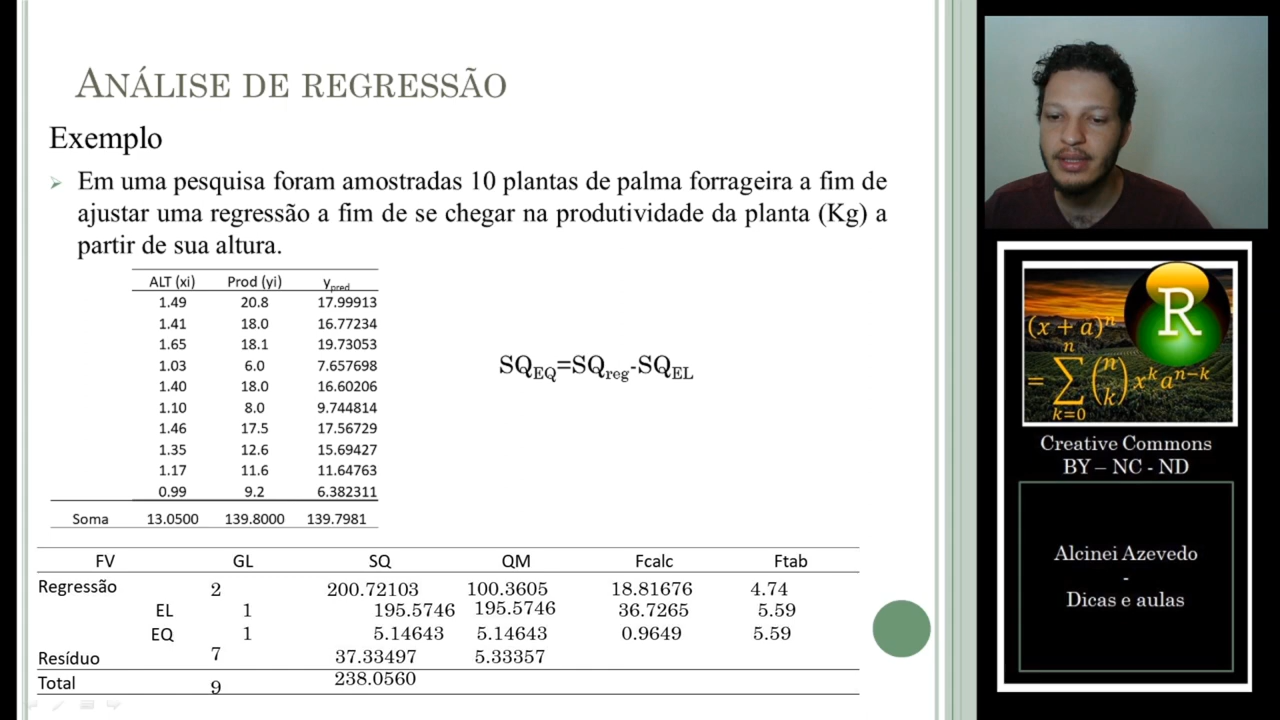 ANÁLISE DE REGRESSÃO
Exemplo
Em uma pesquisa foram amostradas 10 plantas de palma forrageira a fim de
ajustar uma regressão a fim de se chegar na produtividade da planta (Kg) a
partir de sua altura.
ALT (xi) Prod (yi) ypred
1.49 20.8 17.99913
1.41 18.0 16.77234
1.65 18.1 19.73053
1.03 6.0 7.657698
1.40 18.0 16.60206
1.10 8.0 9.744814
1.46 17.5 17.56729
1.35 12.6 15.69427
1.17 11.6 11.64763
0.99 9.2 6.382311
Soma 13.0500 139.8000 139.7981
SQEQ=SQreg-SQEL
FV GL SQ QM Fcalc Ftab
Regressão 2 200.72103 100.3605 18.81676 4.74
EL 1 195.5746 195.5746 36.7265 5.59
EQ 1 5.14643 5.14643 0.9649 5.59
Resíduo 7 37.33497 5.33357
Total 9 238.0560
R
(x + a)^n
= ∑ n k=0 (n k) x^k a^n-k
Creative Commons
BY – NC - ND
Alcinei Azevedo
-
Dicas e aulas